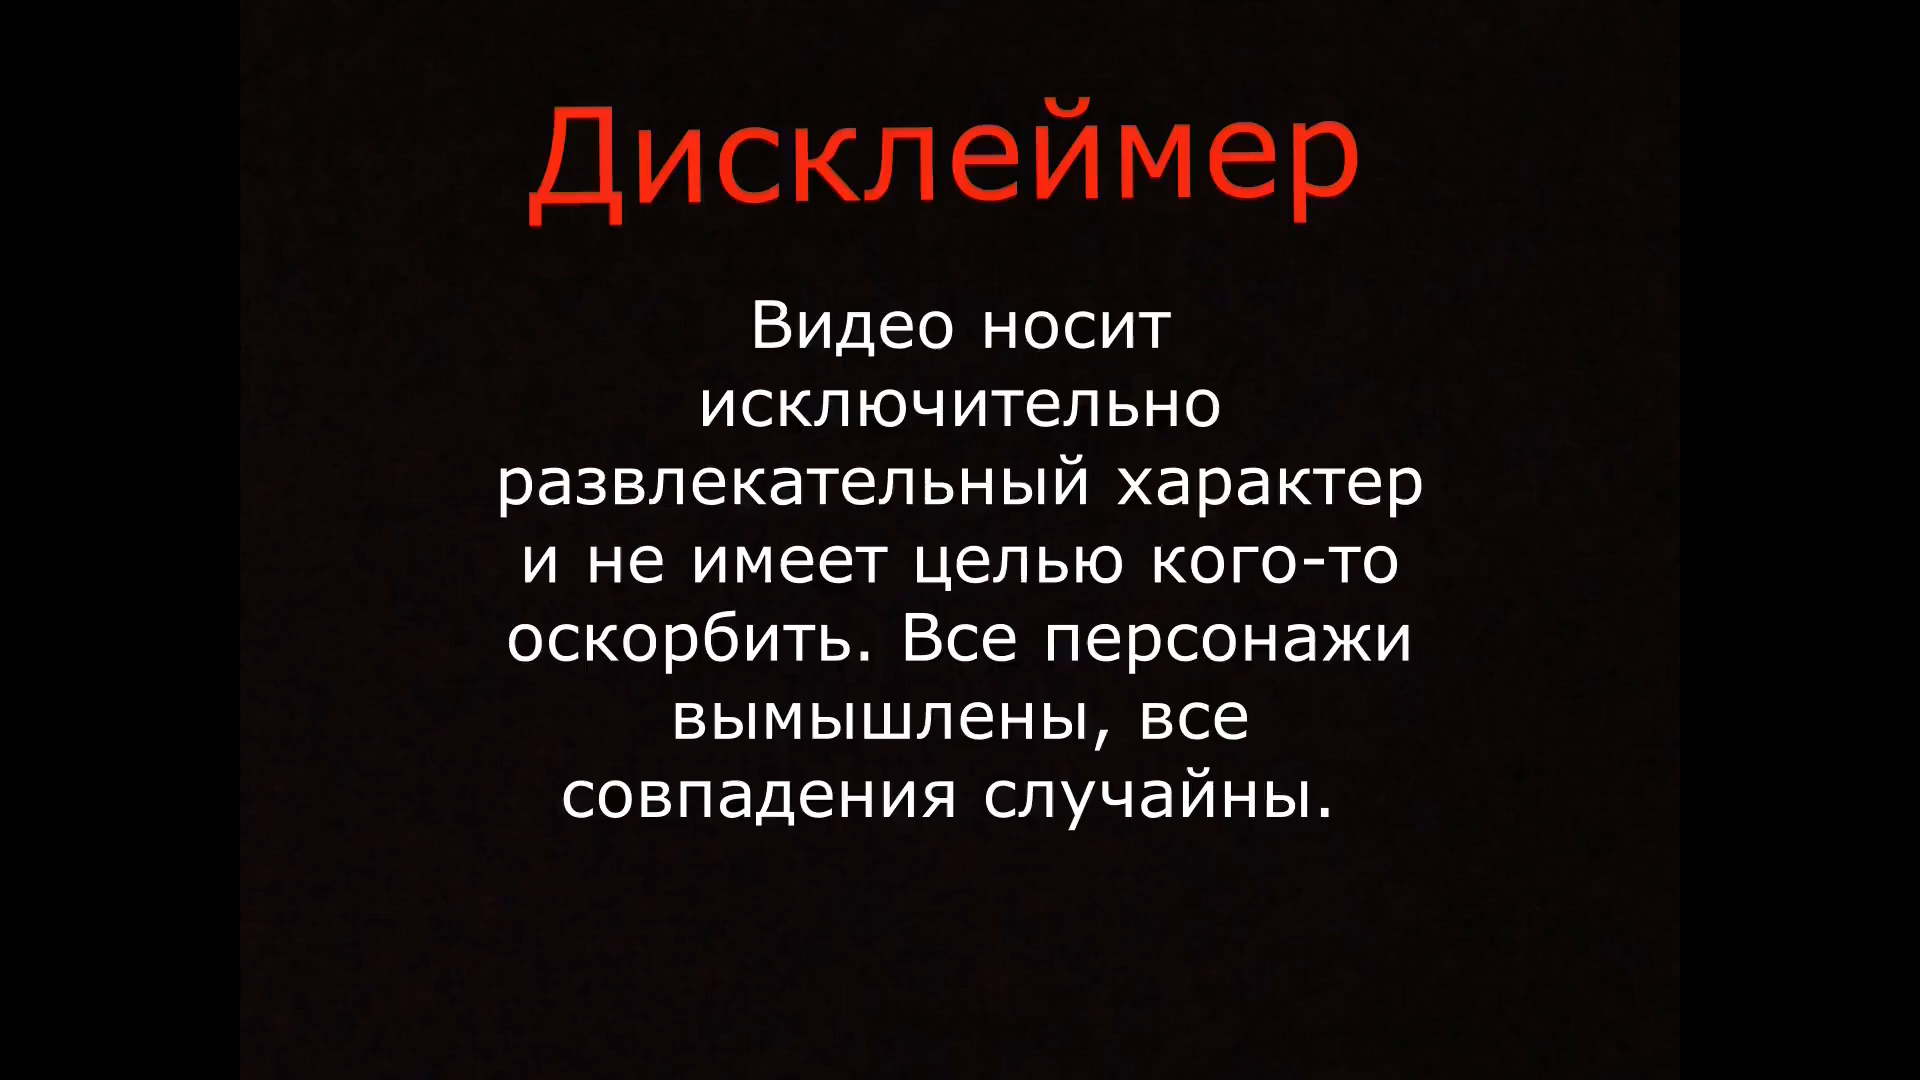 Дисклеймер
Видео носит
исключительно
развлекательный характер
и не имеет целью кого-то
оскорбить. Все персонажи
вымышлены, все
совпадения случайны.